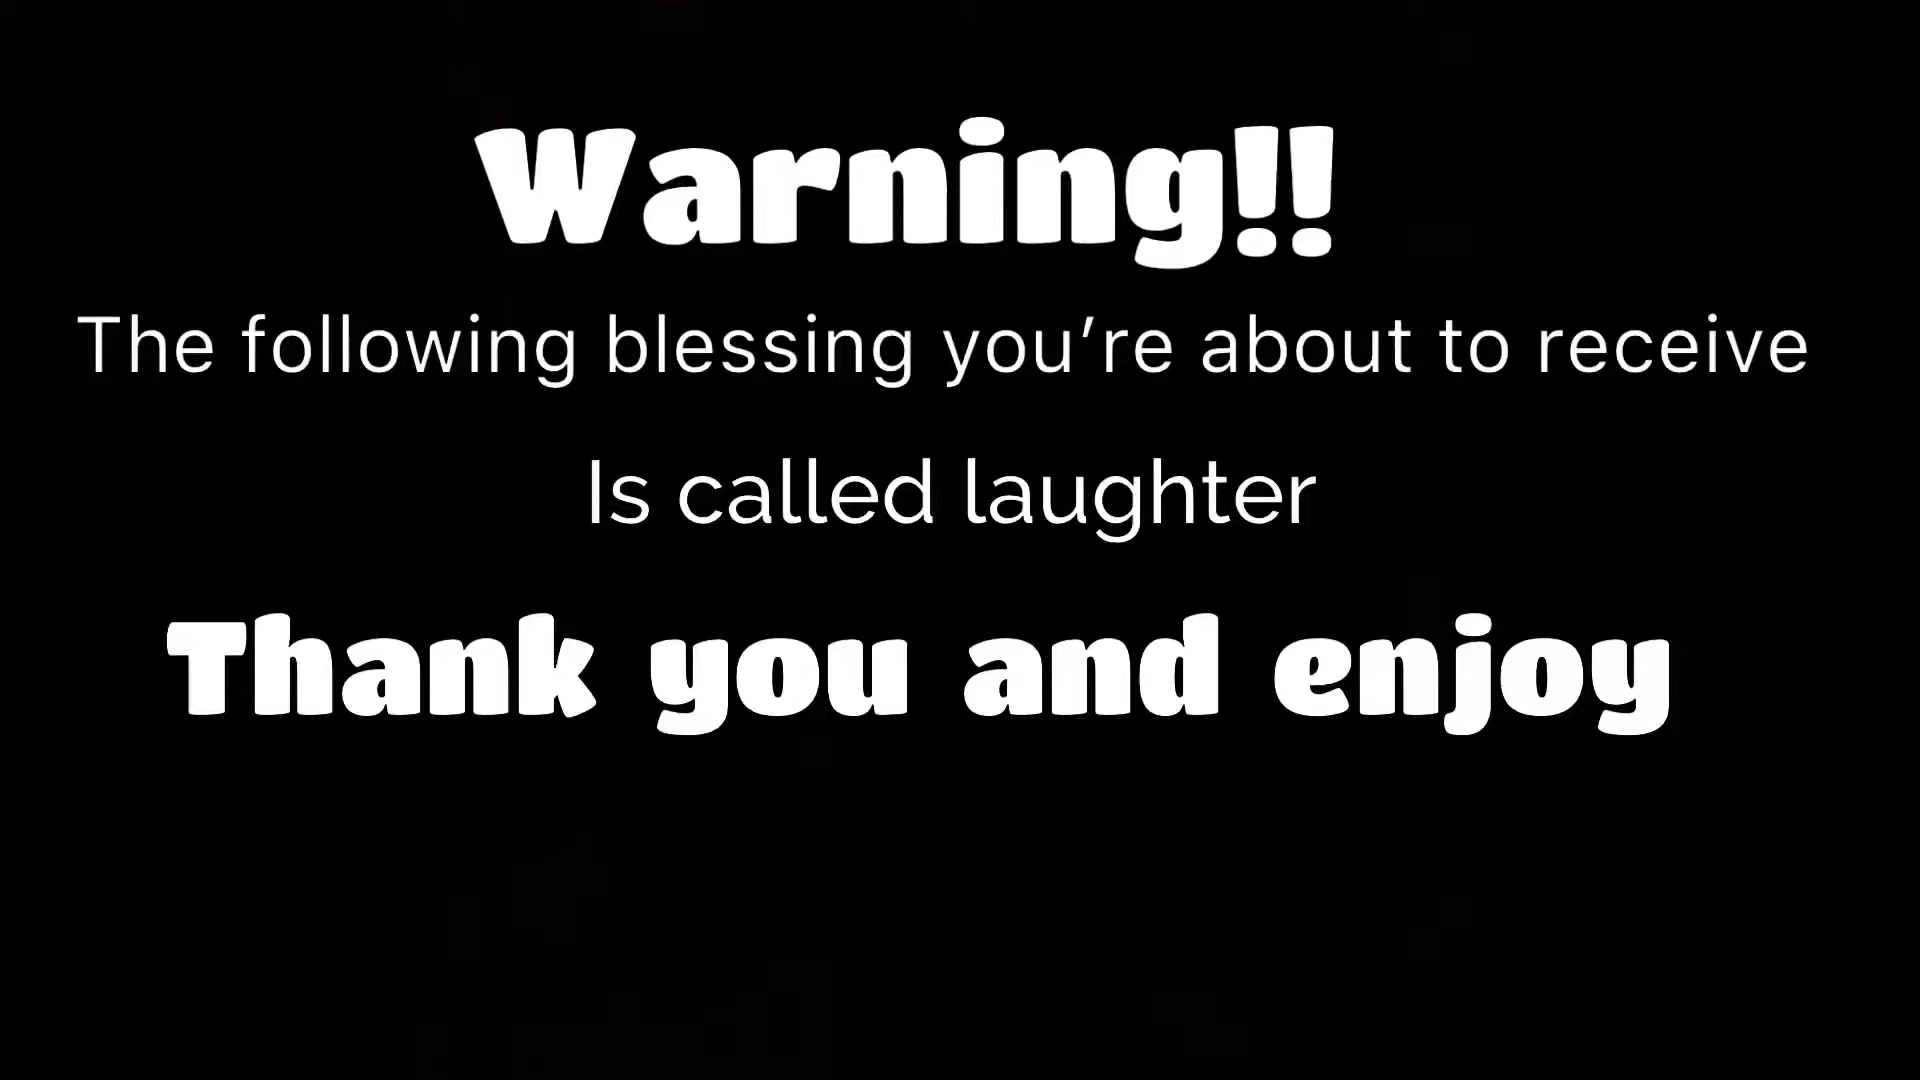 Warning!!
The following blessing you’re about to receive
Is called laughter
Thank you and enjoy